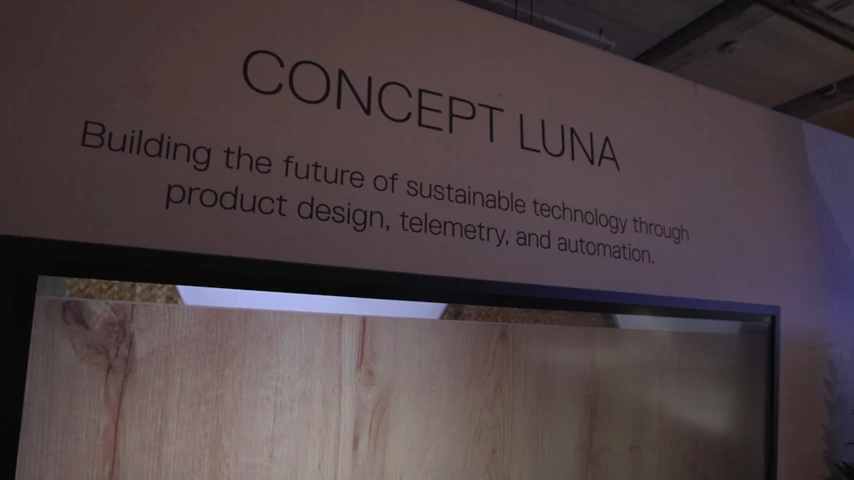 CONCEPT LUNA
Building the future of sustainable technology through
product design, telemetry, and automation.